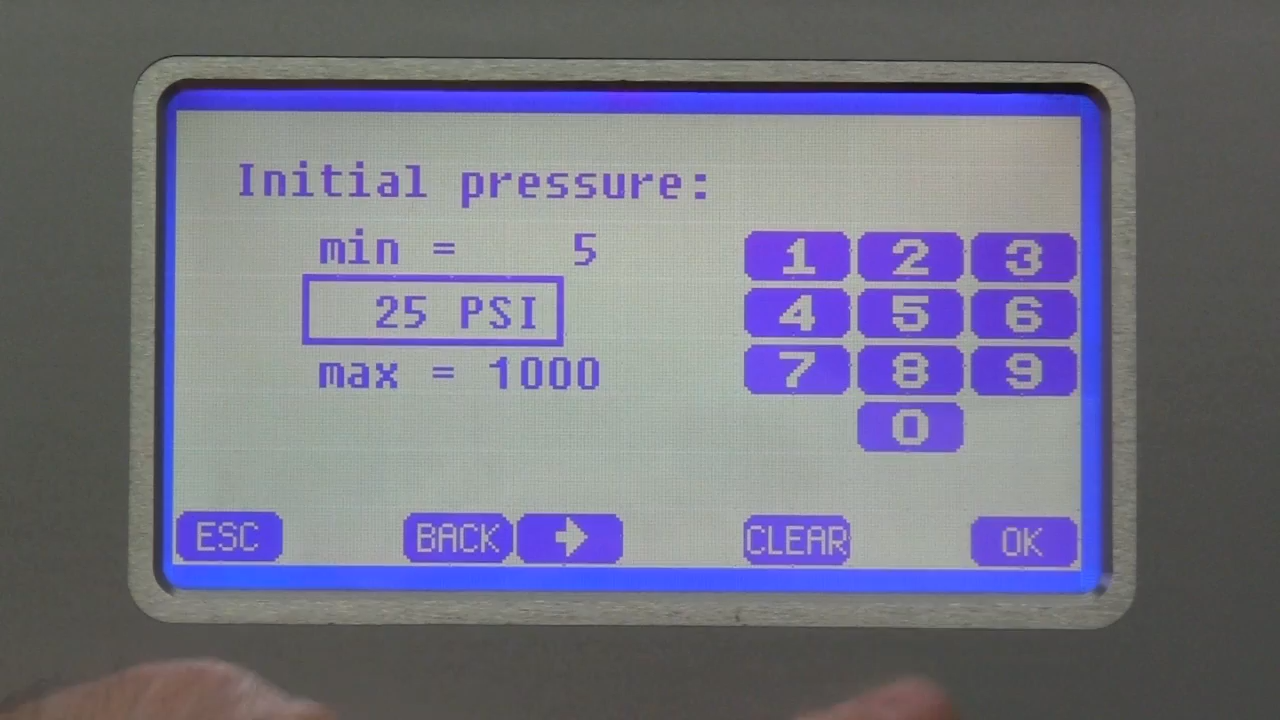 Initial pressure:
min = 5
25 PSI
max = 1000
1 2 3
4 5 6
7 8 9
0
ESC BACK CLEAR OK